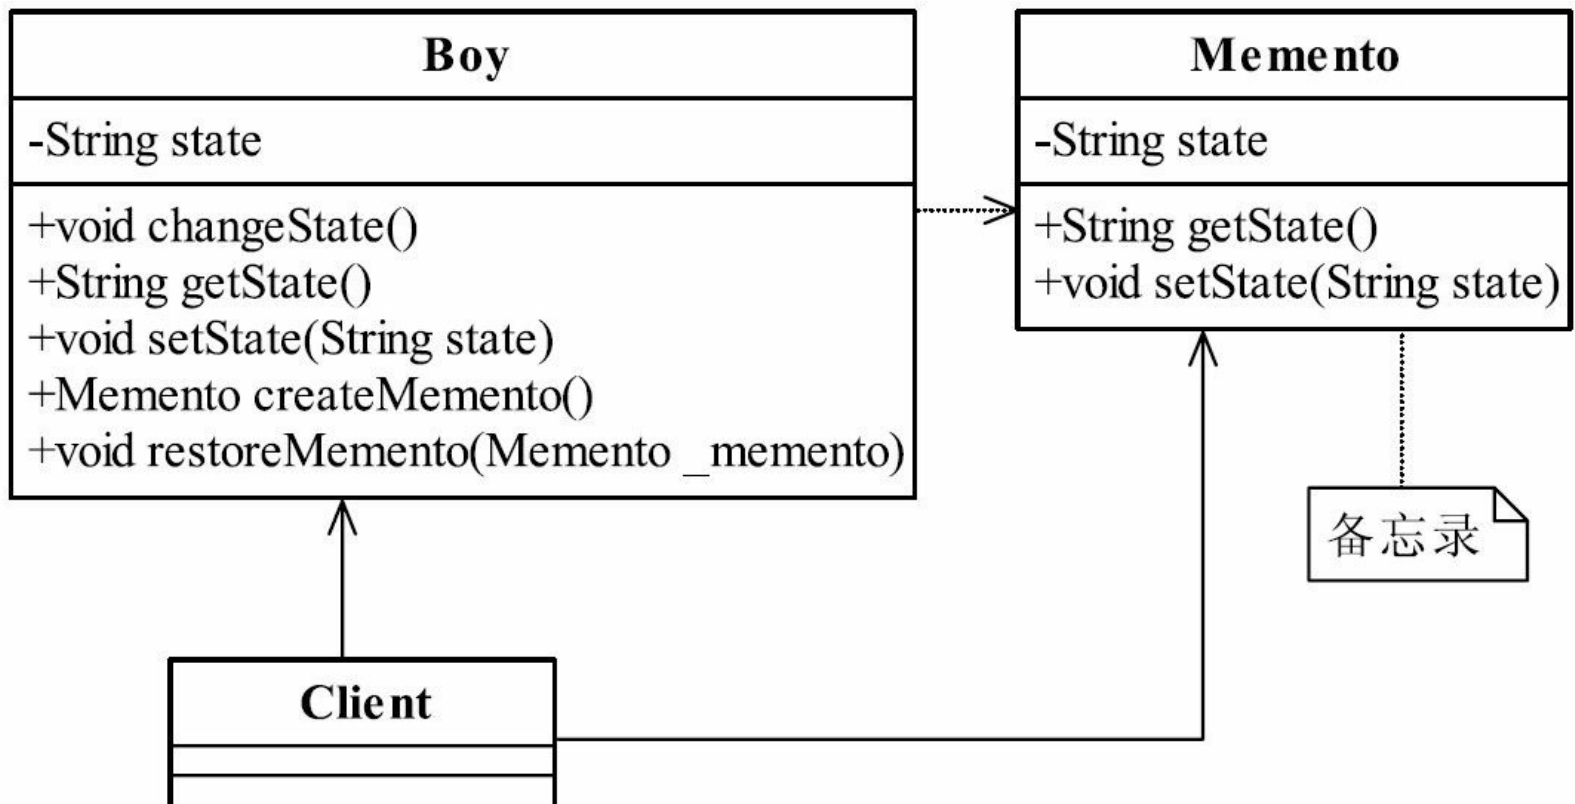 Boy
-String state
+void changeState()
+String getState()
+void setState(String state)
+Memento createMemento()
+void restoreMemento(Memento _memento)
Memento
-String state
+String getState()
+void setState(String state)
备忘录
Client